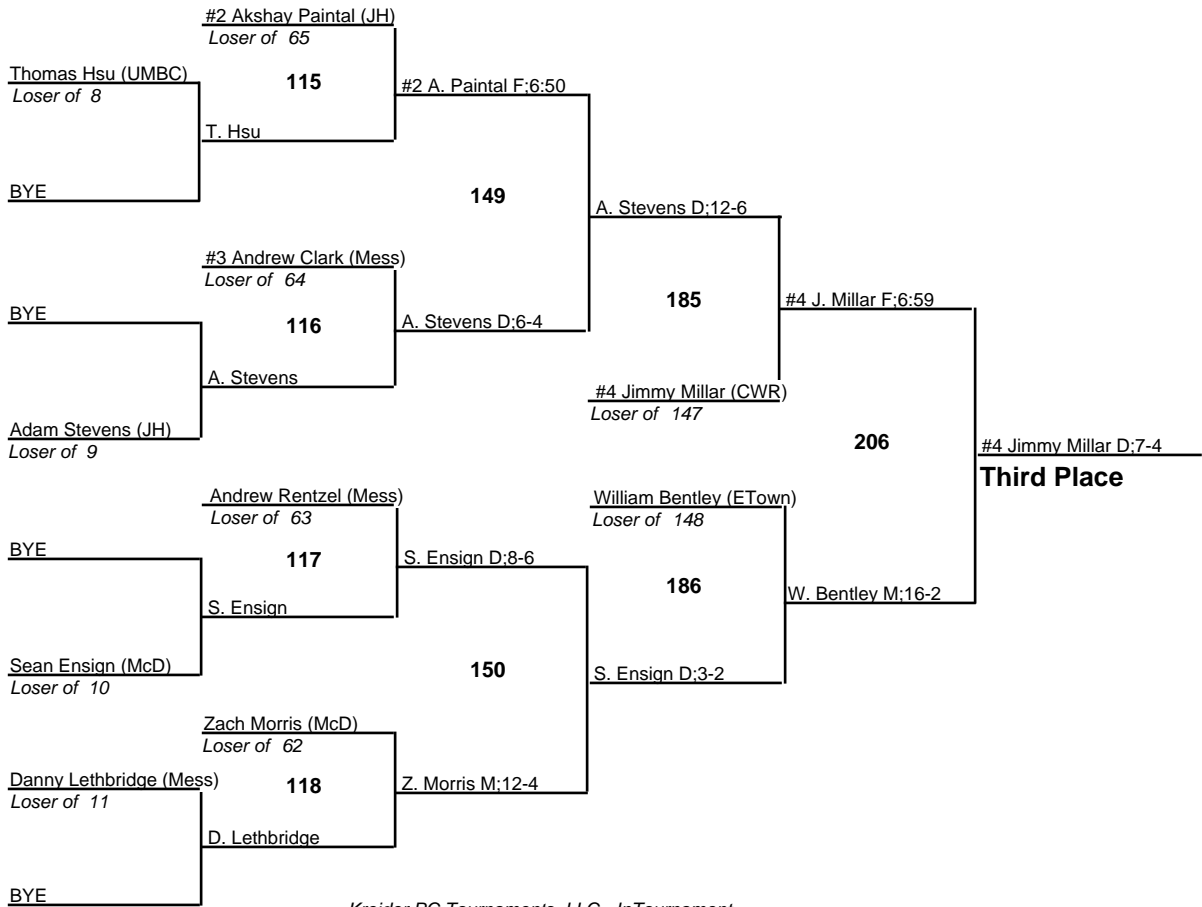 #2 Akshay Paintal (JH)
Loser of 65
Thomas Hsu (UMBC)
Loser of 8
115
#2 A. Paintal F;6:50
T. Hsu
BYE
149
A. Stevens D;12-6
#3 Andrew Clark (Mess)
Loser of 64
BYE
116
A. Stevens D;6-4
185
#4 J. Millar F;6:59
A. Stevens
#4 Jimmy Millar (CWR)
Loser of 147
Adam Stevens (JH)
Loser of 9
206
#4 Jimmy Millar D;7-4
Third Place
Andrew Rentzel (Mess)
Loser of 63
William Bentley (ETown)
Loser of 148
BYE
117
S. Ensign D;8-6
186
W. Bentley M;16-2
S. Ensign
Sean Ensign (McD)
Loser of 10
150
S. Ensign D;3-2
Zach Morris (McD)
Loser of 62
Danny Lethbridge (Mess)
Loser of 11
118
Z. Morris M;12-4
D. Lethbridge
BYE